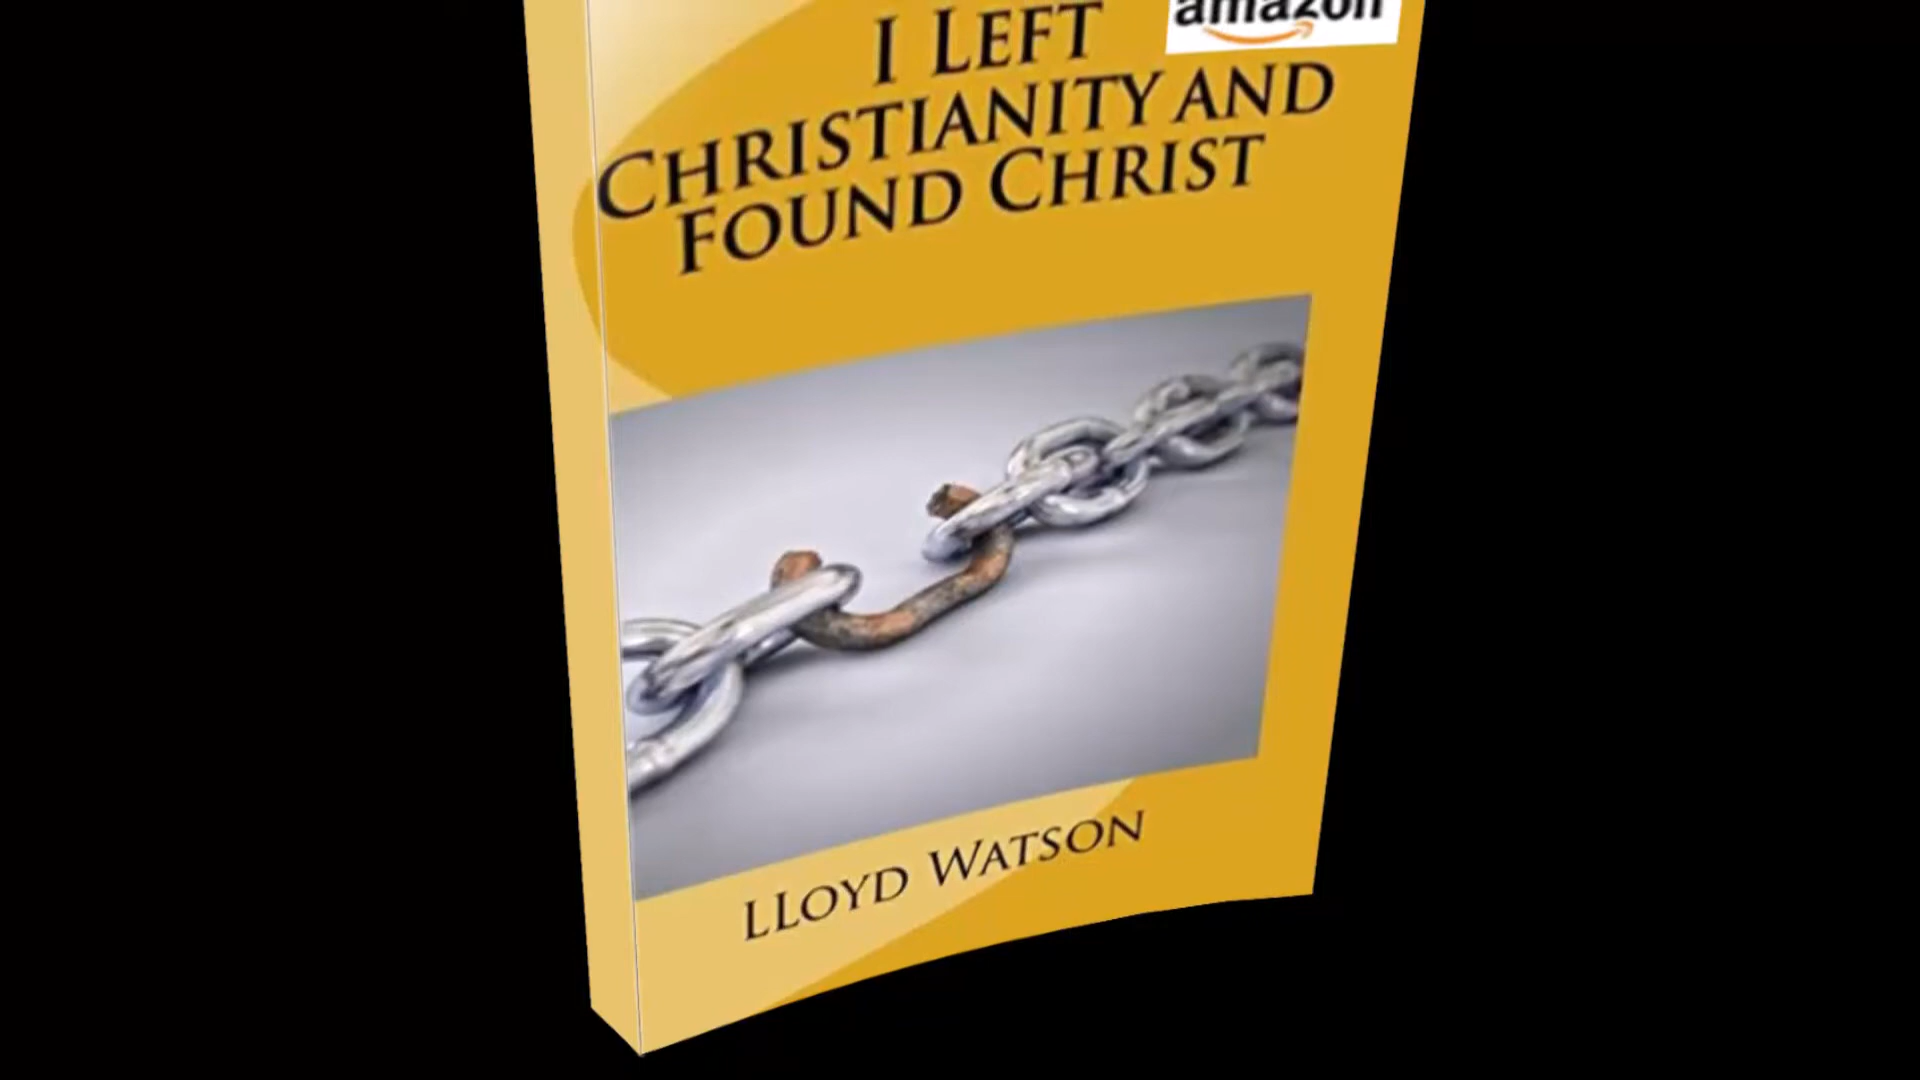 amazon
I Left
Christianity and
Found Christ
LLoyd Watson